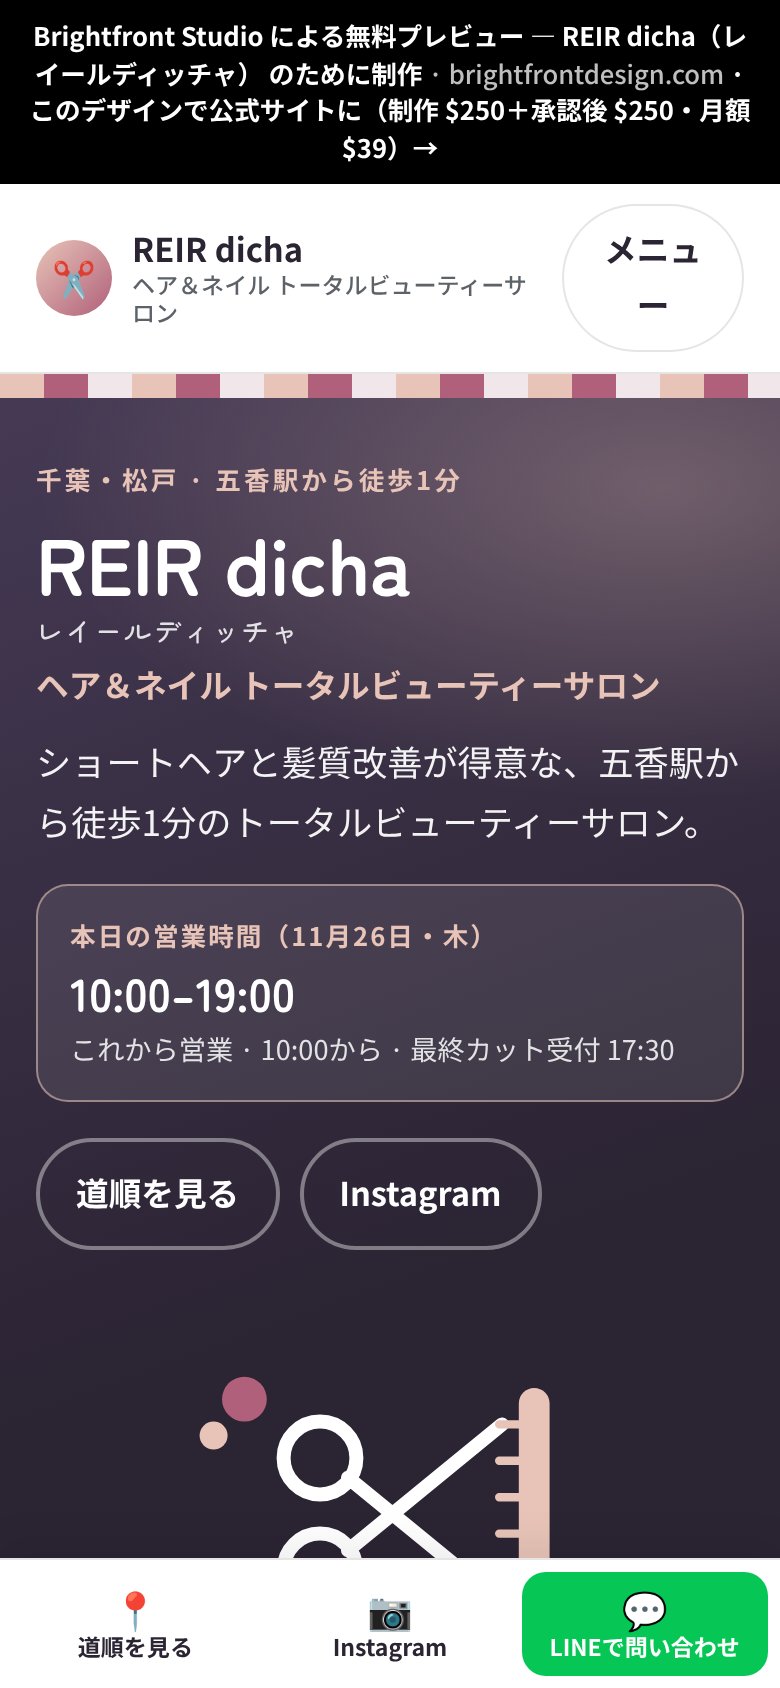 Brightfront Studio による無料プレビュー — REIR dicha（レ
イールディッチャ） のために制作 · brightfrontdesign.com ·
このデザインで公式サイトに（制作 $250＋承認後 $250・月額
$39）→
REIR dicha
ヘア＆ネイル トータルビューティーサ
ロン
メニュ
ー
千葉・松戸 · 五香駅から徒歩1分
REIR dicha
レイールディッチャ
ヘア＆ネイル トータルビューティーサロン
ショートヘアと髪質改善が得意な、五香駅か
ら徒歩1分のトータルビューティーサロン。
本日の営業時間（11月26日・木）
10:00–19:00
これから営業 · 10:00から · 最終カット受付 17:30
道順を見る
Instagram
道順を見る
Instagram
LINEで問い合わせ